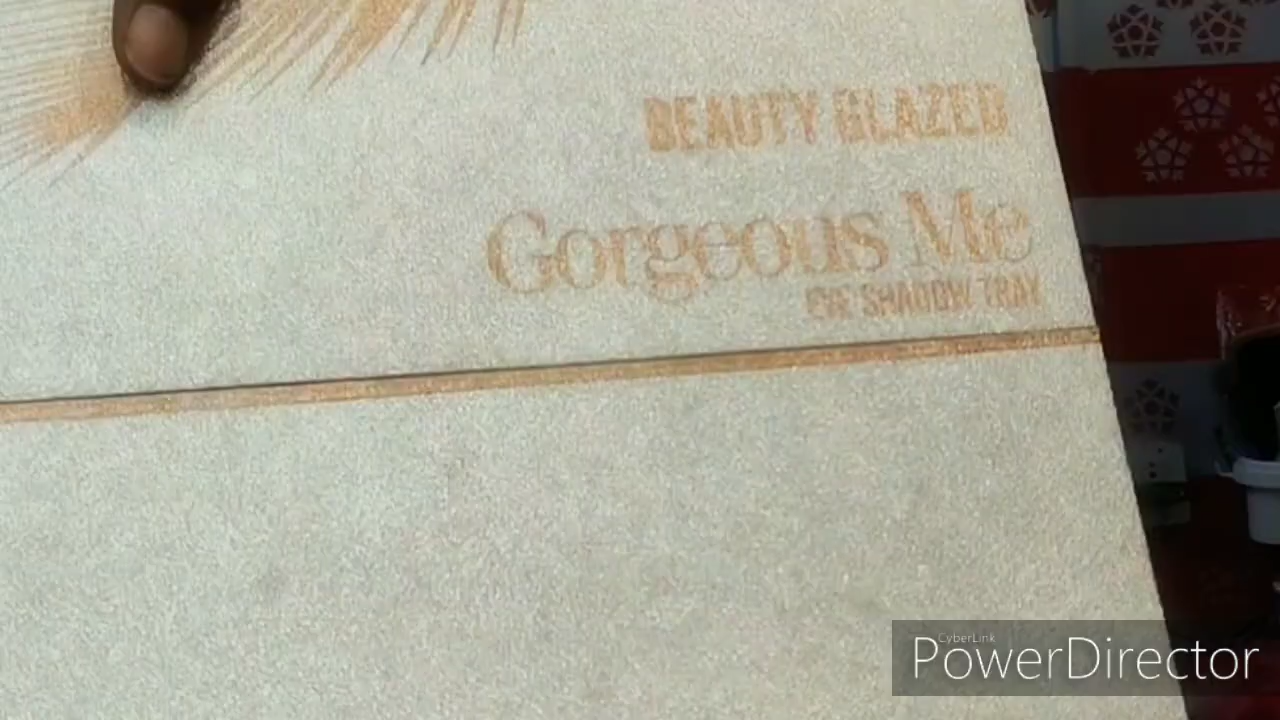 BEAUTY GLAZED
Gorgeous Me
EYE SHADOW TRAY
CyberLink
PowerDirector